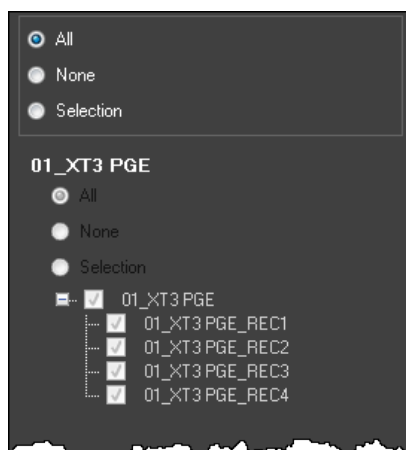 All
None
Selection
01_XT3 PGE
All
None
Selection
01_XT3 PGE
01_XT3 PGE_REC1
01_XT3 PGE_REC2
01_XT3 PGE_REC3
01_XT3 PGE_REC4